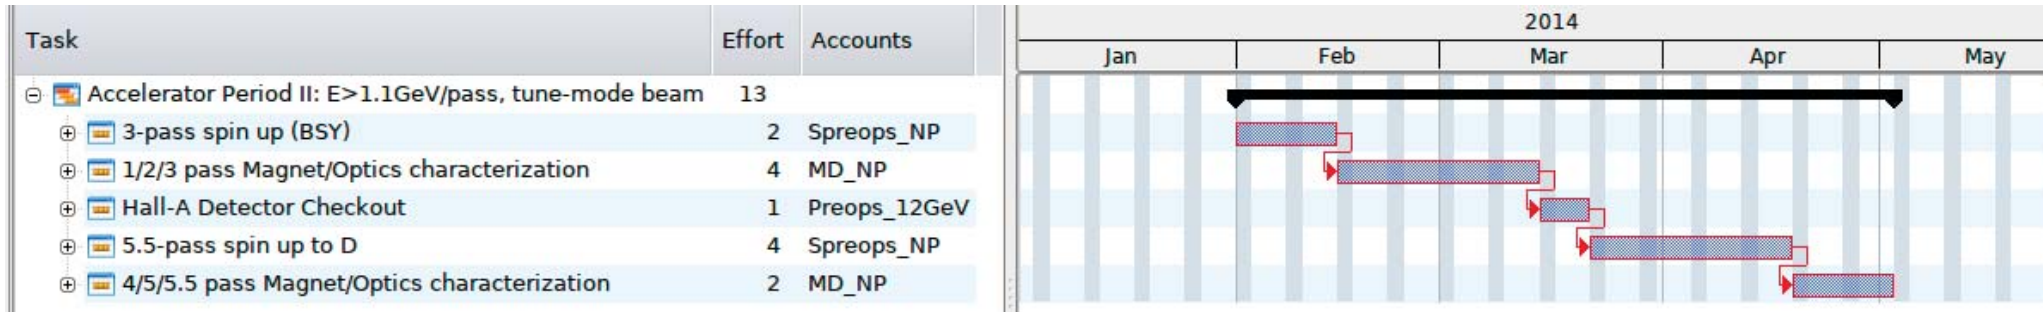 2014
Task Effort Accounts Jan Feb Mar Apr May
Accelerator Period II: E>1.1GeV/pass, tune-mode beam 13
3-pass spin up (BSY) 2 Spreops_NP
1/2/3 pass Magnet/Optics characterization 4 MD_NP
Hall-A Detector Checkout 1 Preops_12GeV
5.5-pass spin up to D 4 Spreops_NP
4/5/5.5 pass Magnet/Optics characterization 2 MD_NP